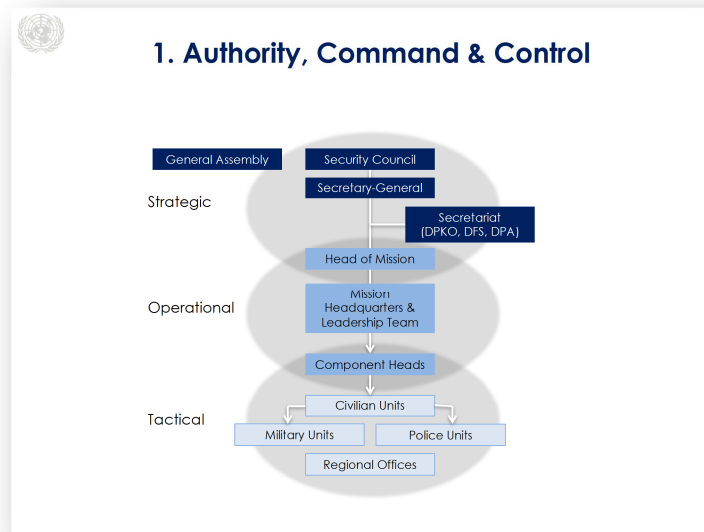 1. Authority, Command & Control
General Assembly
Security Council
Secretary-General
Strategic
Secretariat
(DPKO, DFS, DPA)
Head of Mission
Mission
Headquarters &
Leadership Team
Operational
Component Heads
Civilian Units
Tactical
Military Units
Police Units
Regional Offices